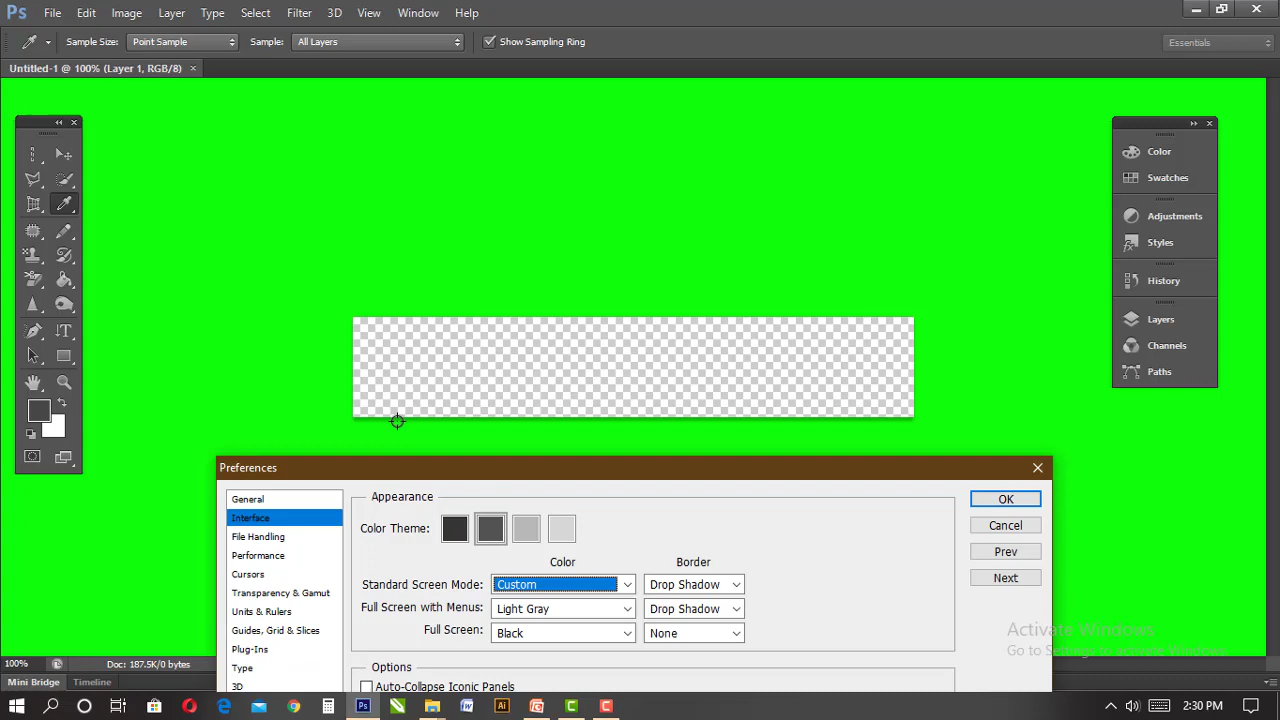 Ps File Edit Image Layer Type Select Filter 3D View Window Help
Sample Size: Point Sample Sample: All Layers Show Sampling Ring Essentials
Untitled-1 @ 100% (Layer 1, RGB/8) ×
Color
Swatches
Adjustments
Styles
History
Layers
Channels
Paths
Preferences
General
Interface
File Handling
Performance
Cursors
Transparency & Gamut
Units & Rulers
Guides, Grid & Slices
Plug-Ins
Type
3D
Appearance
Color Theme:
Color Border
Standard Screen Mode: Custom Drop Shadow
Full Screen with Menus: Light Gray Drop Shadow
Full Screen: Black None
Options
Auto-Collapse Iconic Panels
OK
Cancel
Prev
Next
Activate Windows
Go to Settings to activate Windows.
100% Doc: 187.5K/0 bytes
Mini Bridge Timeline
2:30 PM